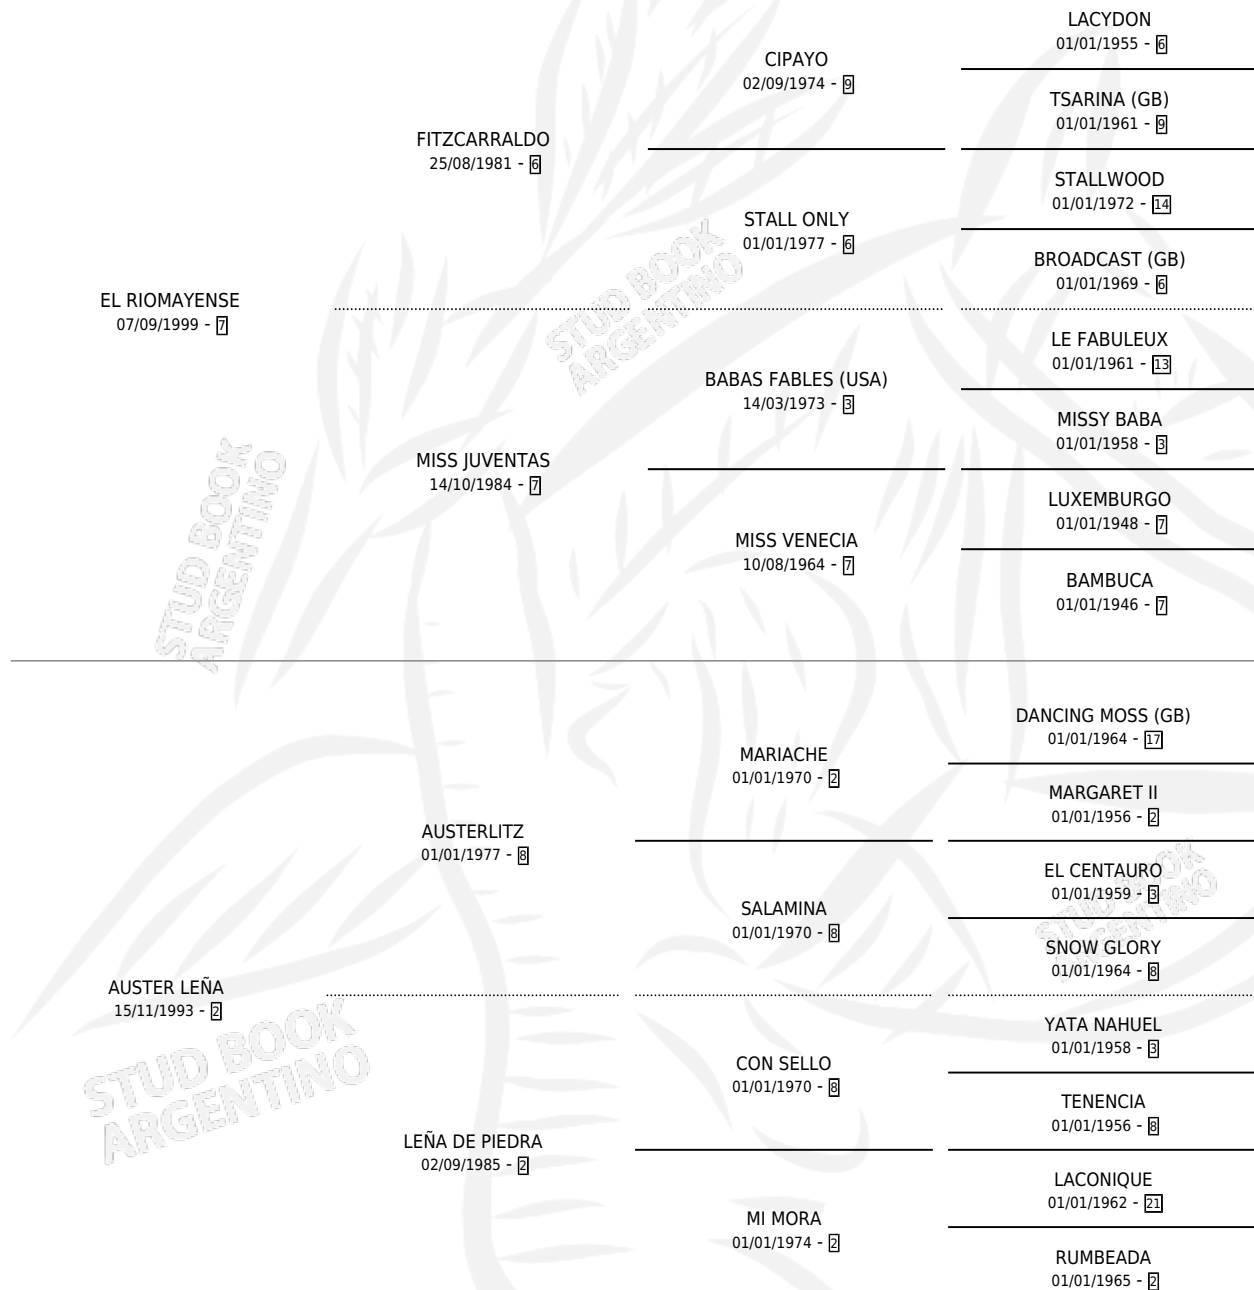 LACYDON
01/01/1955 - 6
CIPAYO
02/09/1974 - 9
TSARINA (GB)
01/01/1961 - 9
FITZCARRALDO
25/08/1981 - 6
STALLWOOD
01/01/1972 - 14
STALL ONLY
01/01/1977 - 6
BROADCAST (GB)
01/01/1969 - 6
EL RIOMAYENSE
07/09/1999 - 7
LE FABULEUX
01/01/1961 - 13
BABAS FABLES (USA)
14/03/1973 - 3
MISSY BABA
01/01/1958 - 3
MISS JUVENTAS
14/10/1984 - 7
LUXEMBURGO
01/01/1948 - 7
MISS VENECIA
10/08/1964 - 7
BAMBUCA
01/01/1946 - 7
DANCING MOSS (GB)
01/01/1964 - 17
MARIACHE
01/01/1970 - 2
MARGARET II
01/01/1956 - 2
AUSTERLITZ
01/01/1977 - 8
EL CENTAURO
01/01/1959 - 3
SALAMINA
01/01/1970 - 8
SNOW GLORY
01/01/1964 - 8
AUSTER LEÑA
15/11/1993 - 2
YATA NAHUEL
01/01/1958 - 3
CON SELLO
01/01/1970 - 8
TENENCIA
01/01/1956 - 8
LEÑA DE PIEDRA
02/09/1985 - 2
LACONIQUE
01/01/1962 - 21
MI MORA
01/01/1974 - 2
RUMBEADA
01/01/1965 - 2
STUD BOOK
ARGENTINO
STUD BOOK
ARGENTINO
STUD BOOK
ARGENTINO
STUD BOOK
ARGENTINO